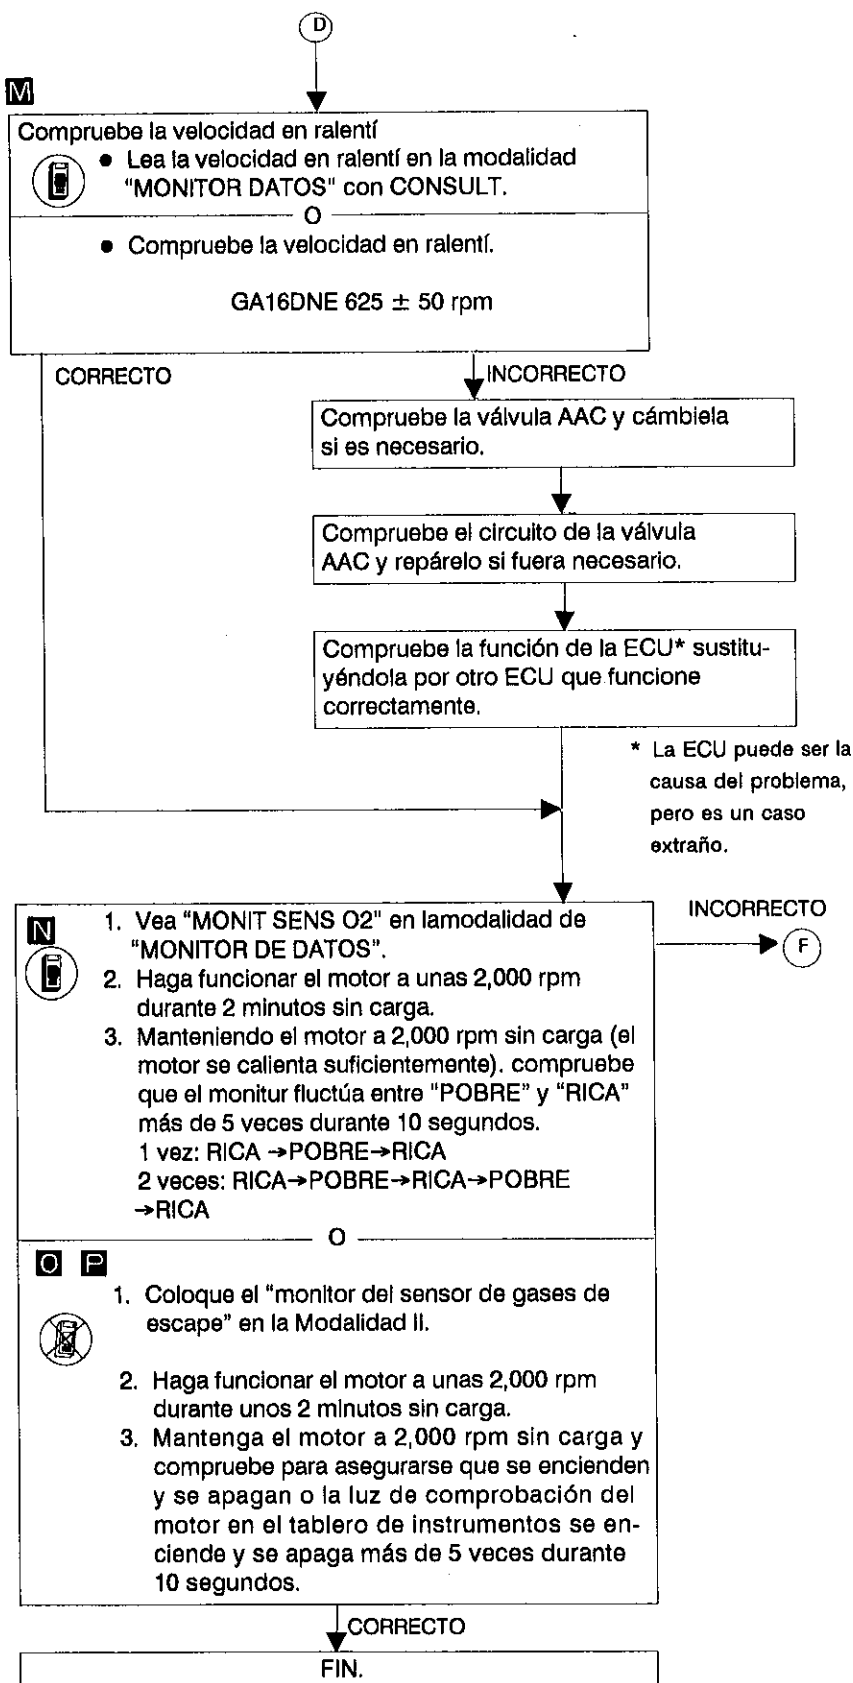 D
M
Compruebe la velocidad en ralentí
● Lea la velocidad en ralentí en la modalidad
"MONITOR DATOS" con CONSULT.
O
● Compruebe la velocidad en ralentí.
GA16DNE 625 ± 50 rpm
CORRECTO
INCORRECTO
Compruebe la válvula AAC y cámbiela
si es necesario.
Compruebe el circuito de la válvula
AAC y repárelo si fuera necesario.
Compruebe la función de la ECU* sustitu-
yéndola por otro ECU que funcione
correctamente.
* La ECU puede ser la
causa del problema,
pero es un caso
extraño.
N
1. Vea "MONIT SENS O2" en lamodalidad de
"MONITOR DE DATOS".
2. Haga funcionar el motor a unas 2,000 rpm
durante 2 minutos sin carga.
3. Manteniendo el motor a 2,000 rpm sin carga (el
motor se calienta suficientemente). compruebe
que el monitur fluctúa entre "POBRE" y "RICA"
más de 5 veces durante 10 segundos.
1 vez: RICA →POBRE→RICA
2 veces: RICA→POBRE→RICA→POBRE
→RICA
INCORRECTO
F
O
O P
1. Coloque el "monitor del sensor de gases de
escape" en la Modalidad II.
2. Haga funcionar el motor a unas 2,000 rpm
durante unos 2 minutos sin carga.
3. Mantenga el motor a 2,000 rpm sin carga y
compruebe para asegurarse que se encienden
y se apagan o la luz de comprobación del
motor en el tablero de instrumentos se en-
ciende y se apaga más de 5 veces durante
10 segundos.
CORRECTO
FIN.